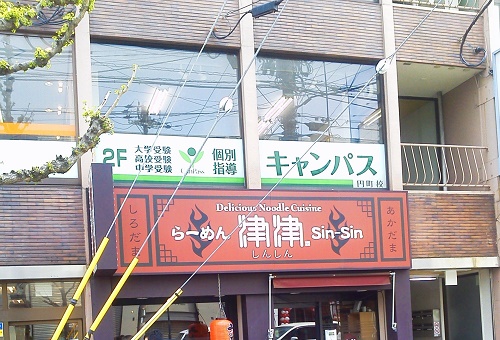 2F
大学受験
高校受験
中学受験
個別
指導
キャンパス
円町校
Delicious Noodle Cuisine
しろだま
らーめん 津津. Sin-Sin
しんしん
あかだま